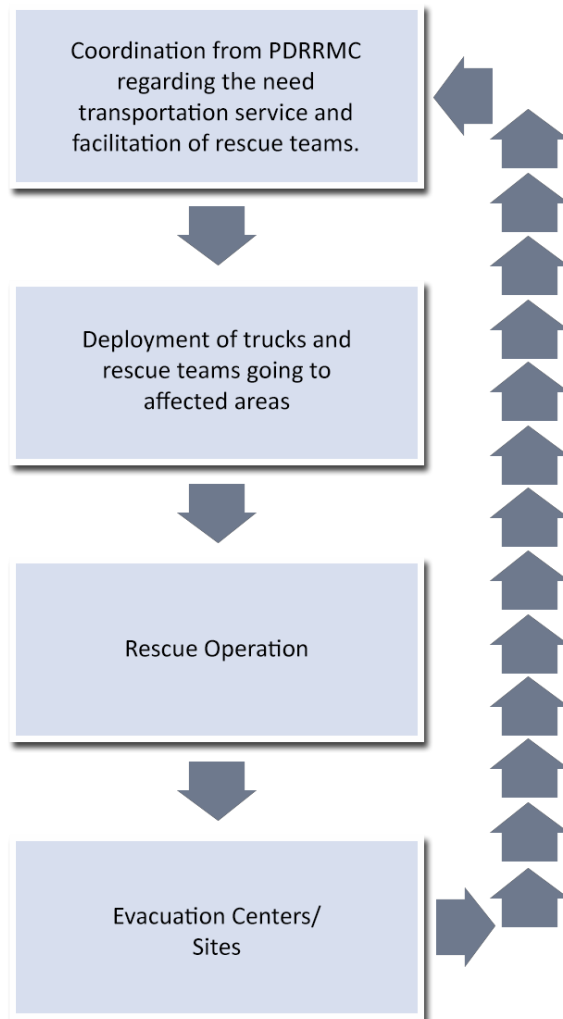 Coordination from PDRRMC
regarding the need
transportation service and
facilitation of rescue teams.
Deployment of trucks and
rescue teams going to
affected areas
Rescue Operation
Evacuation Centers/
Sites